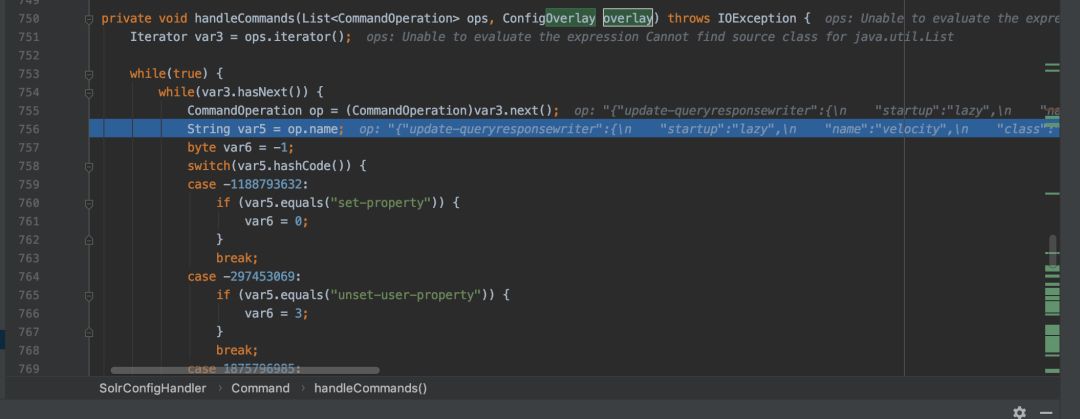 750 private void handleCommands(List<CommandOperation> ops, ConfigOverlay overlay) throws IOException { ops: Unable to evaluate the expre
751 Iterator var3 = ops.iterator(); ops: Unable to evaluate the expression Cannot find source class for java.util.List
752
753 while(true) {
754 while(var3.hasNext()) {
755 CommandOperation op = (CommandOperation)var3.next(); op: "{"update-queryresponsewriter":{\n "startup":"lazy",\n "na
756 String var5 = op.name; op: "{"update-queryresponsewriter":{\n "startup":"lazy",\n "name":"velocity",\n "class":
757 byte var6 = -1;
758 switch(var5.hashCode()) {
759 case -1188793632:
760 if (var5.equals("set-property")) {
761 var6 = 0;
762 }
763 break;
764 case -297453069:
765 if (var5.equals("unset-user-property")) {
766 var6 = 3;
767 }
768 break;
769 case 1875796985:
SolrConfigHandler › Command › handleCommands()